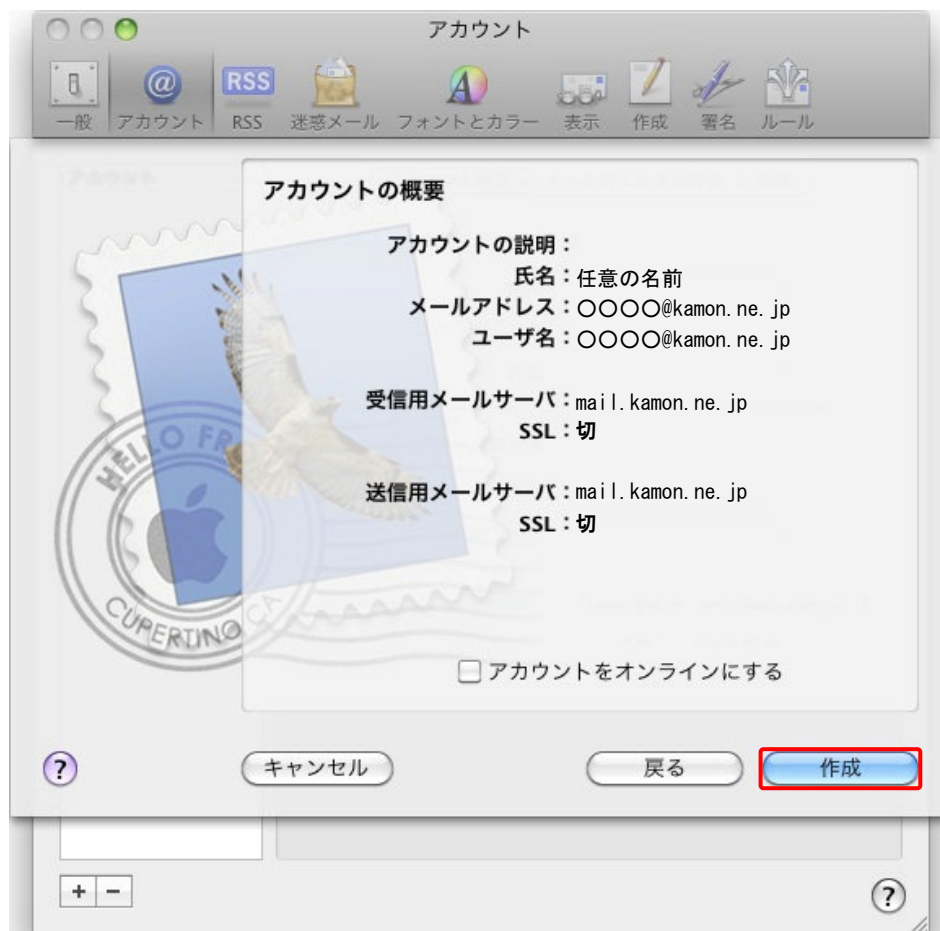 アカウント
RSS
一般 アカウント RSS 迷惑メール フォントとカラー 表示 作成 署名 ルール
アカウントの概要
アカウントの説明：
氏名：任意の名前
メールアドレス：〇〇〇〇@kamon.ne.jp
ユーザ名：〇〇〇〇@kamon.ne.jp
受信用メールサーバ：mail.kamon.ne.jp
SSL：切
送信用メールサーバ：mail.kamon.ne.jp
SSL：切
HELLO FR
CUPERTINO CA
アカウントをオンラインにする
? キャンセル 戻る 作成
+ − ?